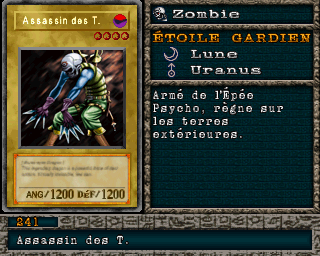 Assassin des T.
ANG/1200 DÉF/1200
Zombie
ÉTOILE GARDIEN
Lune
Uranus
Armé de l'Épée
Psycho, règne sur
les terres
extérieures.
241
Assassin des T.